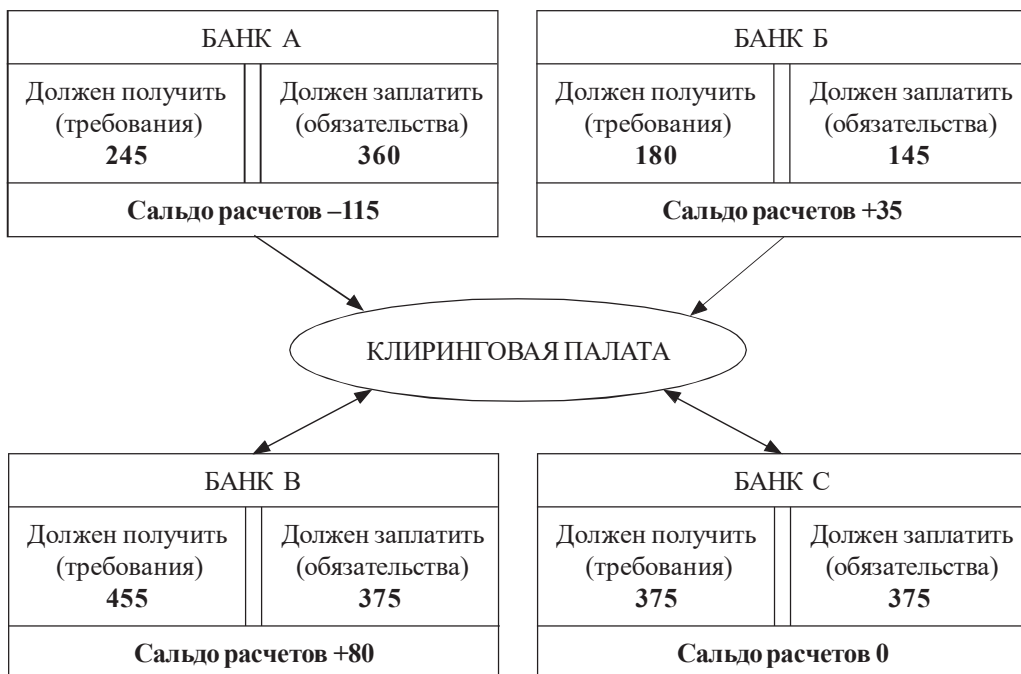 БАНК А
Должен получить
(требования)
245
Должен заплатить
(обязательства)
360
Сальдо расчетов –115
БАНК Б
Должен получить
(требования)
180
Должен заплатить
(обязательства)
145
Сальдо расчетов +35
КЛИРИНГОВАЯ ПАЛАТА
БАНК В
Должен получить
(требования)
455
Должен заплатить
(обязательства)
375
Сальдо расчетов +80
БАНК С
Должен получить
(требования)
375
Должен заплатить
(обязательства)
375
Сальдо расчетов 0